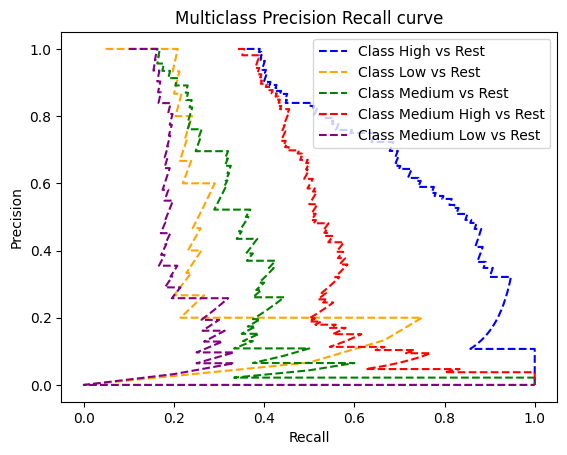 Multiclass Precision Recall curve
Class High vs Rest
Class Low vs Rest
Class Medium vs Rest
Class Medium High vs Rest
Class Medium Low vs Rest
Precision
1.0
0.8
0.6
0.4
0.2
0.0
0.0 0.2 0.4 0.6 0.8 1.0
Recall